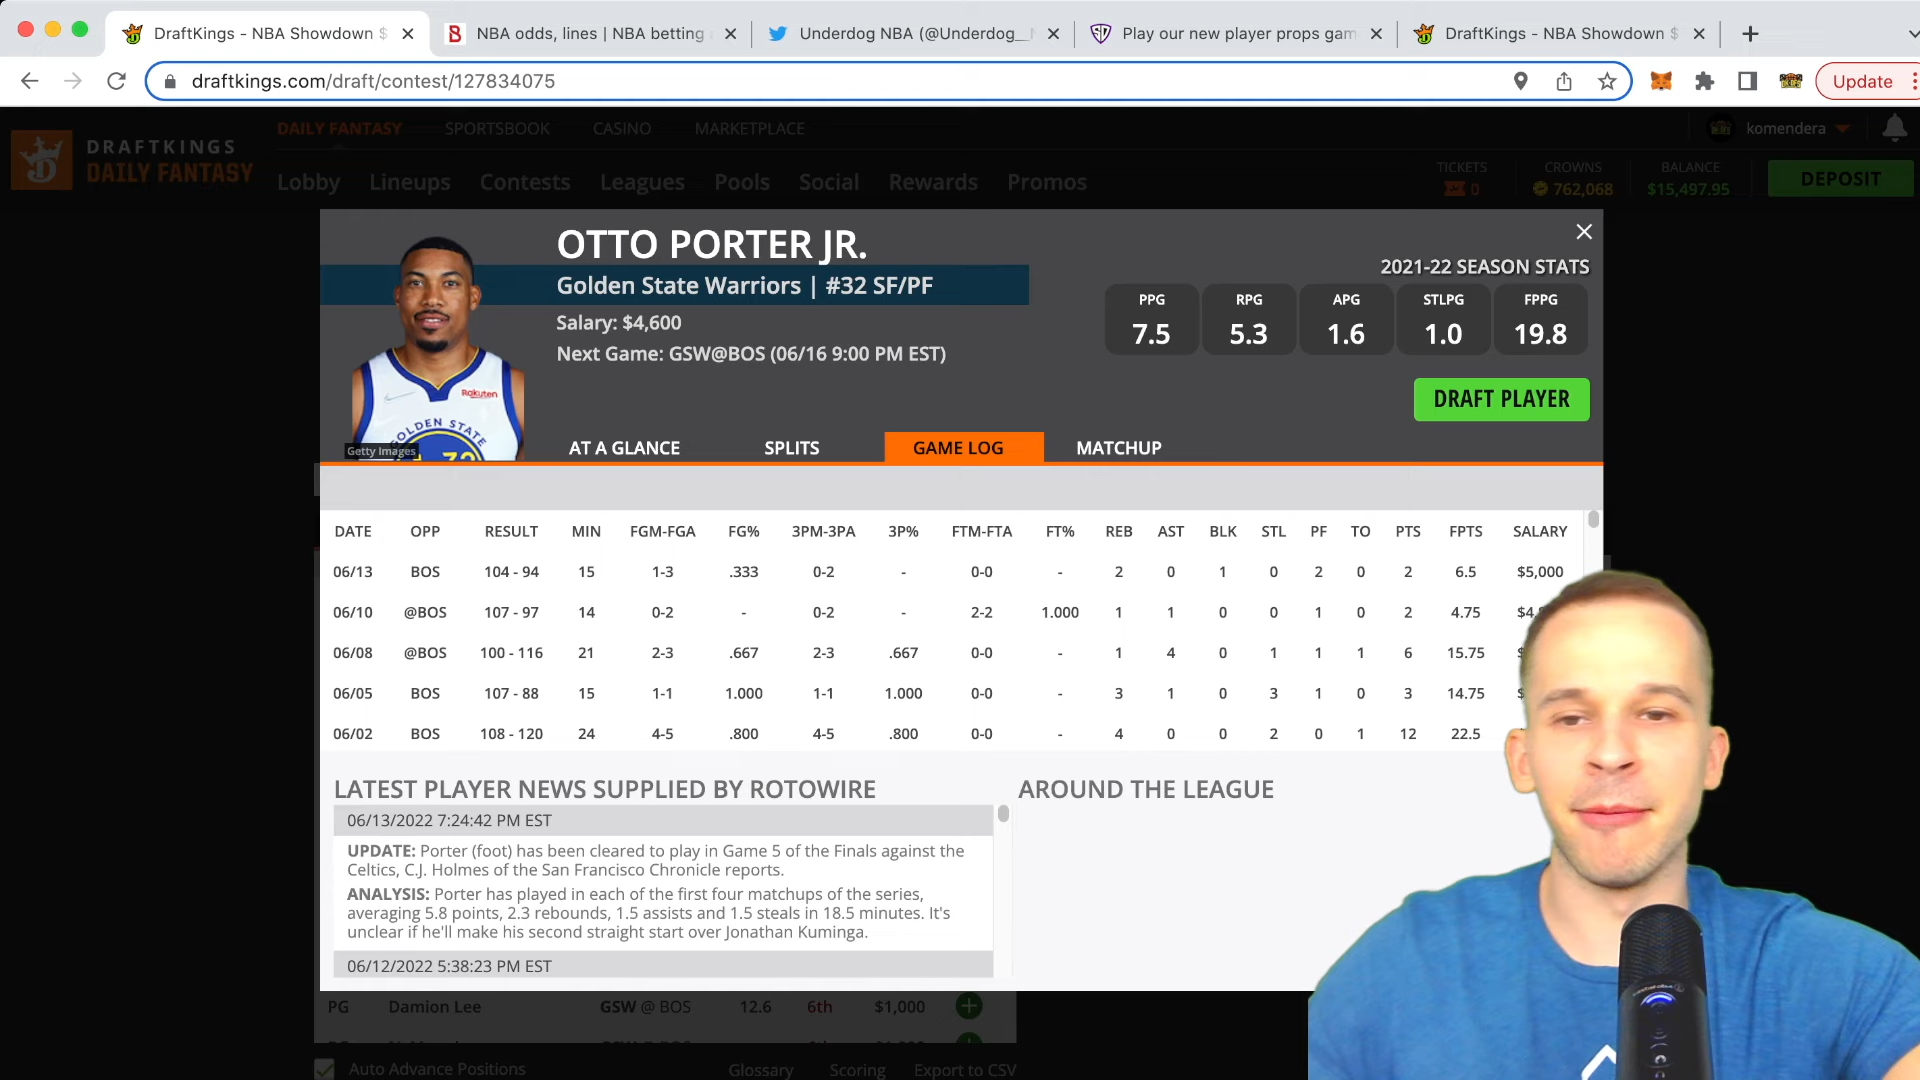 DraftKings - NBA Showdown $
NBA odds, lines | NBA betting
Underdog NBA (@Underdog__N
Play our new player props gam
DraftKings - NBA Showdown $
draftkings.com/draft/contest/127834075
Update
DRAFTKINGS
DAILY FANTASY
DAILY FANTASY SPORTSBOOK CASINO MARKETPLACE
komendera
Lobby Lineups Contests Leagues Pools Social Rewards Promos
TICKETS 0
CROWNS 762,068
BALANCE $15,497.95
DEPOSIT
OTTO PORTER JR.
Golden State Warriors | #32 SF/PF
Salary: $4,600
Next Game: GSW@BOS (06/16 9:00 PM EST)
2021-22 SEASON STATS
PPG RPG APG STLPG FPPG
7.5 5.3 1.6 1.0 19.8
DRAFT PLAYER
Rakuten
GOLDEN STATE
Getty Images
AT A GLANCE SPLITS GAME LOG MATCHUP
DATE OPP RESULT MIN FGM-FGA FG% 3PM-3PA 3P% FTM-FTA FT% REB AST BLK STL PF TO PTS FPTS SALARY
06/13 BOS 104 - 94 15 1-3 .333 0-2 - 0-0 - 2 0 1 0 2 0 2 6.5 $5,000
06/10 @BOS 107 - 97 14 0-2 - 0-2 - 2-2 1.000 1 1 0 0 1 0 2 4.75
06/08 @BOS 100 - 116 21 2-3 .667 2-3 .667 0-0 - 1 4 0 1 1 1 6 15.75
06/05 BOS 107 - 88 15 1-1 1.000 1-1 1.000 0-0 - 3 1 0 3 1 0 3 14.75
06/02 BOS 108 - 120 24 4-5 .800 4-5 .800 0-0 - 4 0 0 2 0 1 12 22.5
LATEST PLAYER NEWS SUPPLIED BY ROTOWIRE
AROUND THE LEAGUE
06/13/2022 7:24:42 PM EST
UPDATE: Porter (foot) has been cleared to play in Game 5 of the Finals against the
Celtics, C.J. Holmes of the San Francisco Chronicle reports.
ANALYSIS: Porter has played in each of the first four matchups of the series,
averaging 5.8 points, 2.3 rebounds, 1.5 assists and 1.5 steals in 18.5 minutes. It's
unclear if he'll make his second straight start over Jonathan Kuminga.
06/12/2022 5:38:23 PM EST
PG Damion Lee GSW @ BOS 12.6 6th $1,000
Auto Advance Positions
Glossary Scoring Export to CSV